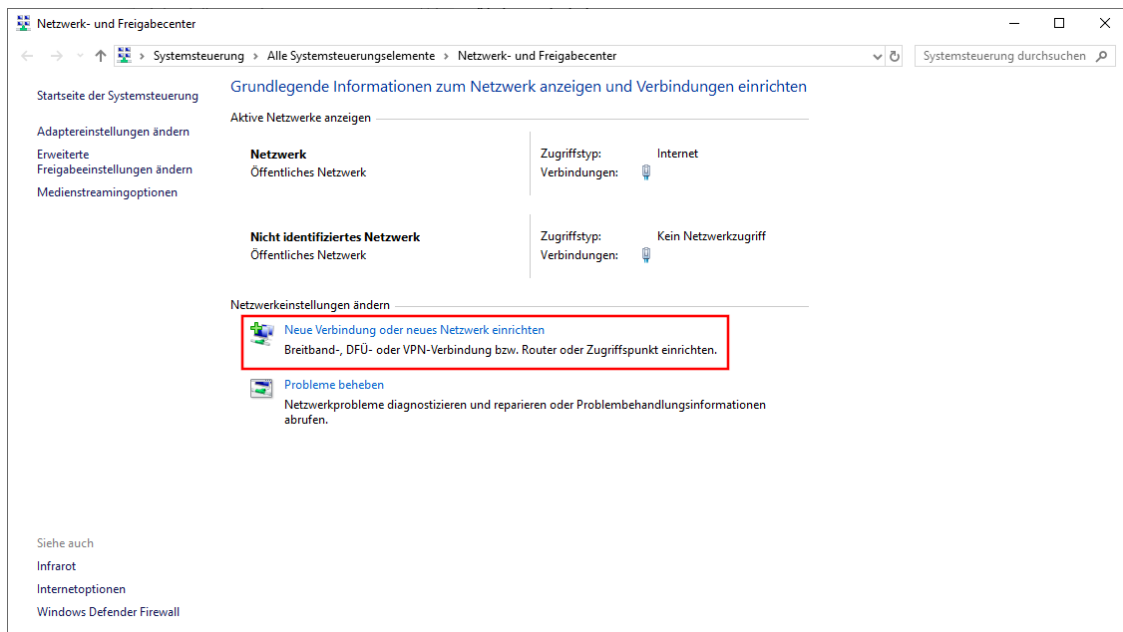 Netzwerk- und Freigabecenter
Systemsteuerung > Alle Systemsteuerungselemente > Netzwerk- und Freigabecenter
Systemsteuerung durchsuchen
Startseite der Systemsteuerung
Adaptereinstellungen ändern
Erweiterte
Freigabeeinstellungen ändern
Medienstreamingoptionen
Grundlegende Informationen zum Netzwerk anzeigen und Verbindungen einrichten
Aktive Netzwerke anzeigen
Netzwerk
Öffentliches Netzwerk
Zugriffstyp: Internet
Verbindungen:
Nicht identifiziertes Netzwerk
Öffentliches Netzwerk
Zugriffstyp: Kein Netzwerkzugriff
Verbindungen:
Netzwerkeinstellungen ändern
Neue Verbindung oder neues Netzwerk einrichten
Breitband-, DFÜ- oder VPN-Verbindung bzw. Router oder Zugriffspunkt einrichten.
Probleme beheben
Netzwerkprobleme diagnostizieren und reparieren oder Problembehandlungsinformationen
abrufen.
Siehe auch
Infrarot
Internetoptionen
Windows Defender Firewall